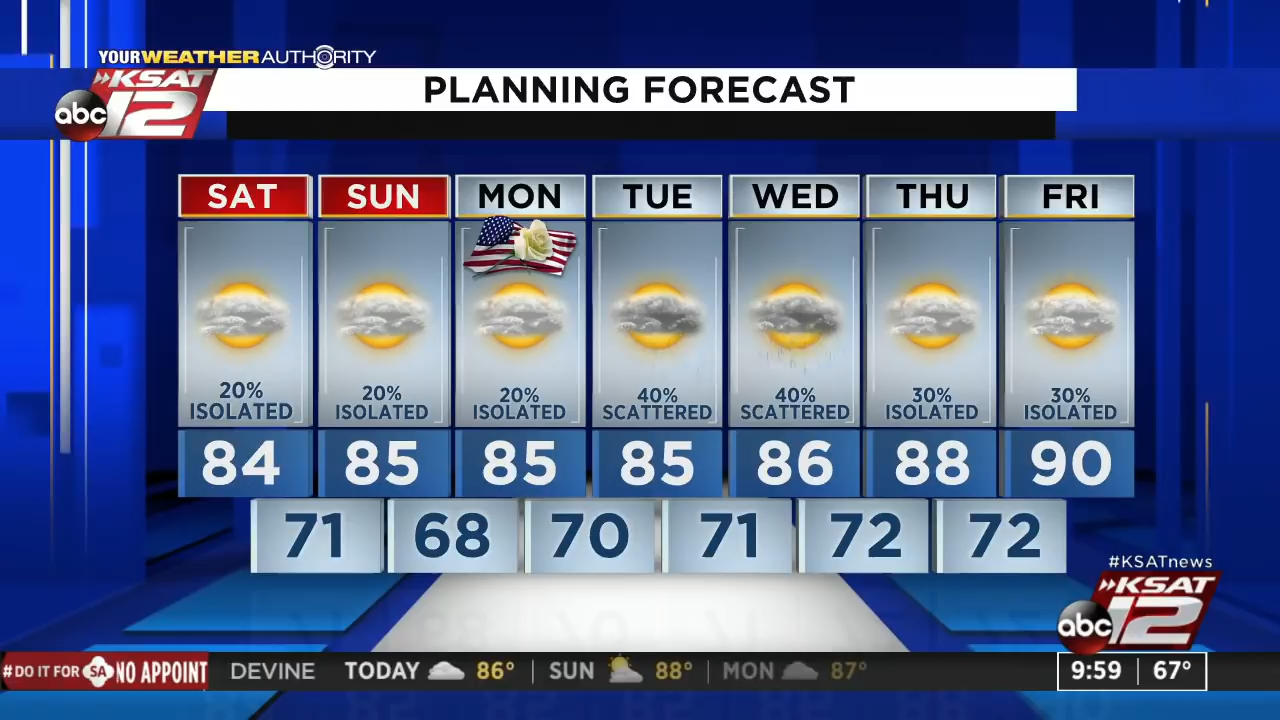 YOURWEATHERAUTHORITY
KSAT
abc 12
PLANNING FORECAST
SAT SUN MON TUE WED THU FRI
20% 20% 20% 40% 40% 30% 30%
ISOLATED ISOLATED ISOLATED SCATTERED SCATTERED ISOLATED ISOLATED
84 85 85 85 86 88 90
71 68 70 71 72 72
#KSATnews
KSAT
abc 12
#DO IT FOR SA NO APPOINT DEVINE TODAY 86° SUN 88° MON 87° 9:59 67°